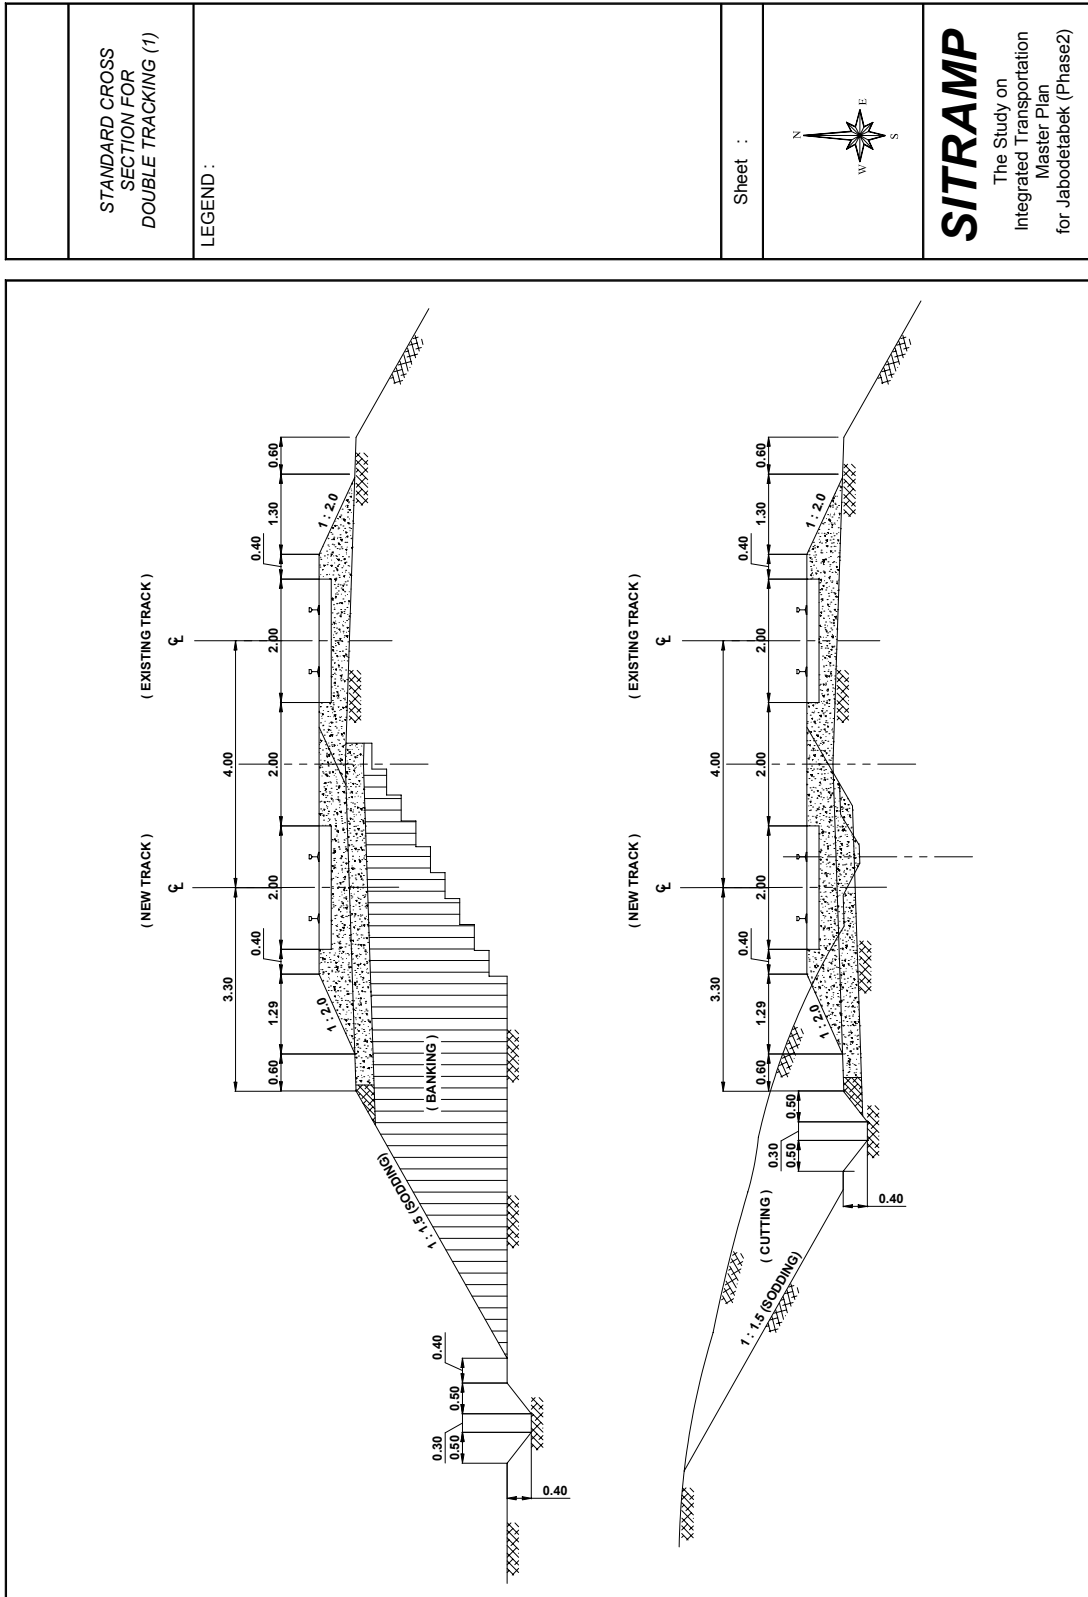 STANDARD CROSS
SECTION FOR
DOUBLE TRACKING (1)
LEGEND :
Sheet :
N
E
W
S
SITRAMP
The Study on
Integrated Transportation
Master Plan
for Jabodetabek (Phase2)
( EXISTING TRACK )
( NEW TRACK )
CL
CL
4.00
3.30
0.60
1.30
0.40
2.00
2.00
2.00
0.40
1.29
0.60
1 : 2.0
1 : 2.0
( BANKING )
1 : 1.5 (SODDING)
0.40
0.50
0.30
0.50
0.40
( EXISTING TRACK )
( NEW TRACK )
CL
CL
4.00
3.30
0.60
1.30
0.40
2.00
2.00
2.00
0.40
1.29
0.60
1 : 2.0
1 : 2.0
0.50
0.30
0.50
0.40
( CUTTING )
1 : 1.5 (SODDING)